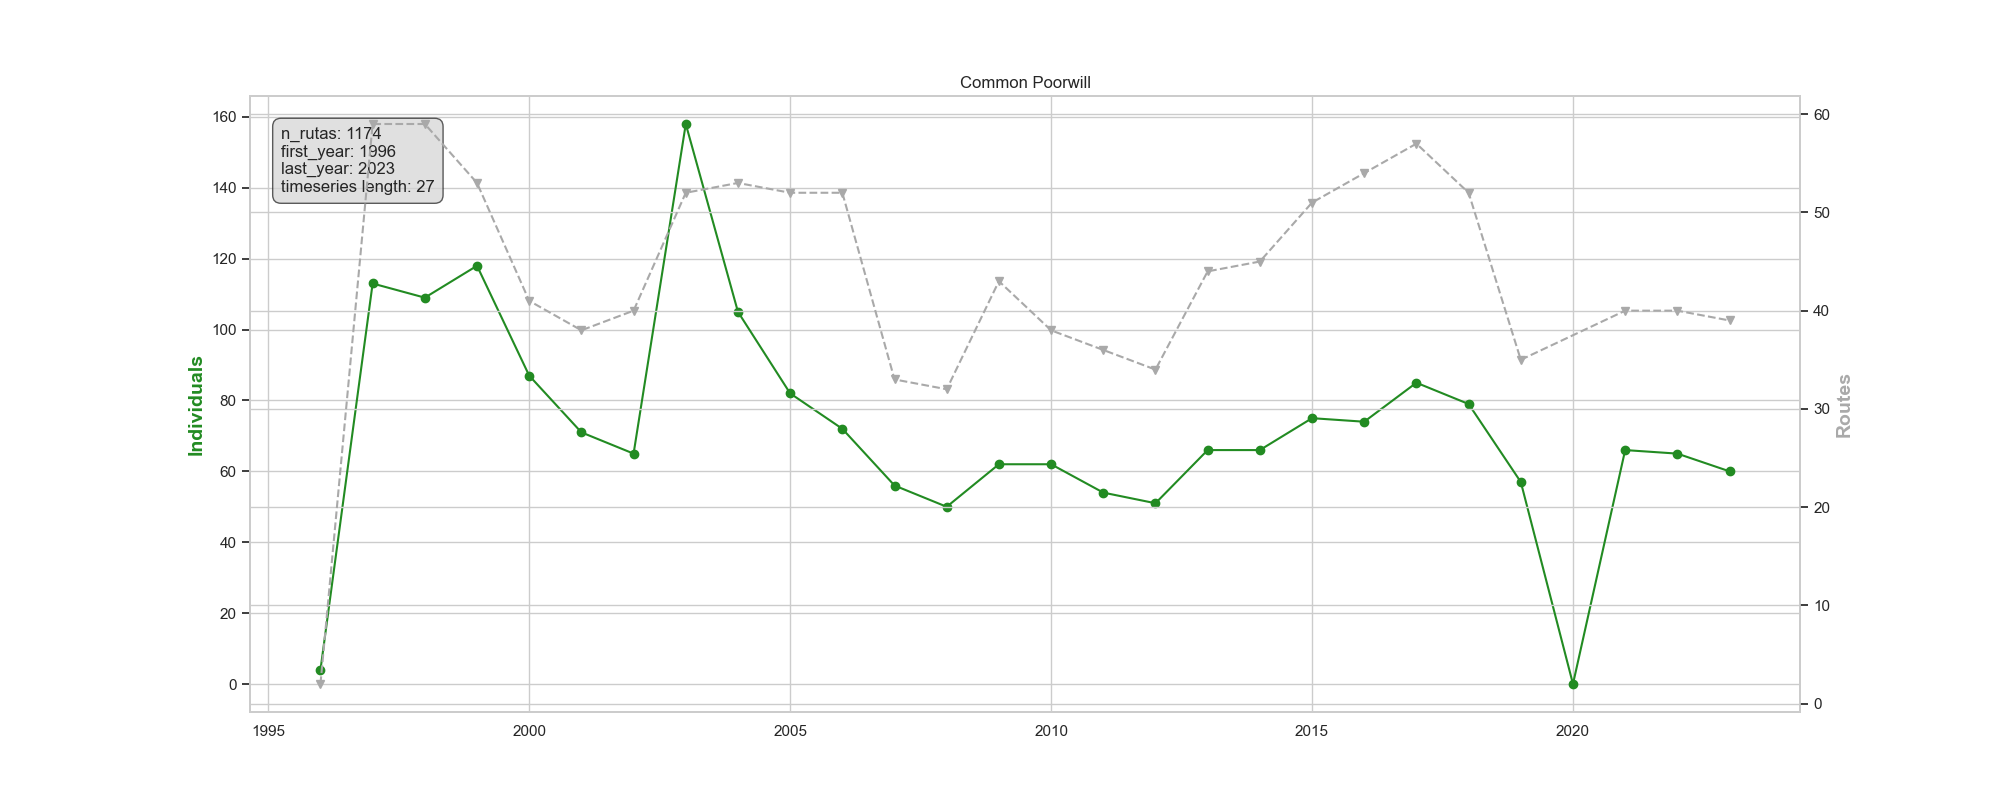 Common Poorwill
n_rutas: 1174
first_year: 1996
last_year: 2023
timeseries length: 27
160
140
120
100
80
60
40
20
0
Individuals
60
50
40
30
20
10
0
Routes
1995 2000 2005 2010 2015 2020